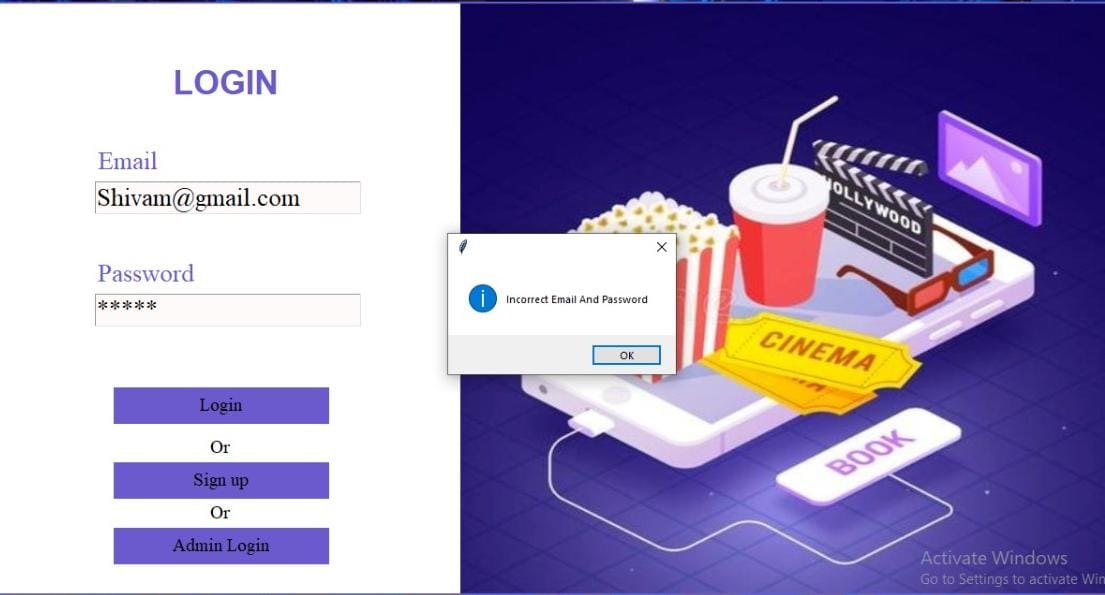 LOGIN
Email
Shivam@gmail.com
Password
*****
Login
Or
Sign up
Or
Admin Login
Incorrect Email And Password
OK
HOLLYWOOD
CINEMA
BOOK
Activate Windows
Go to Settings to activate Win